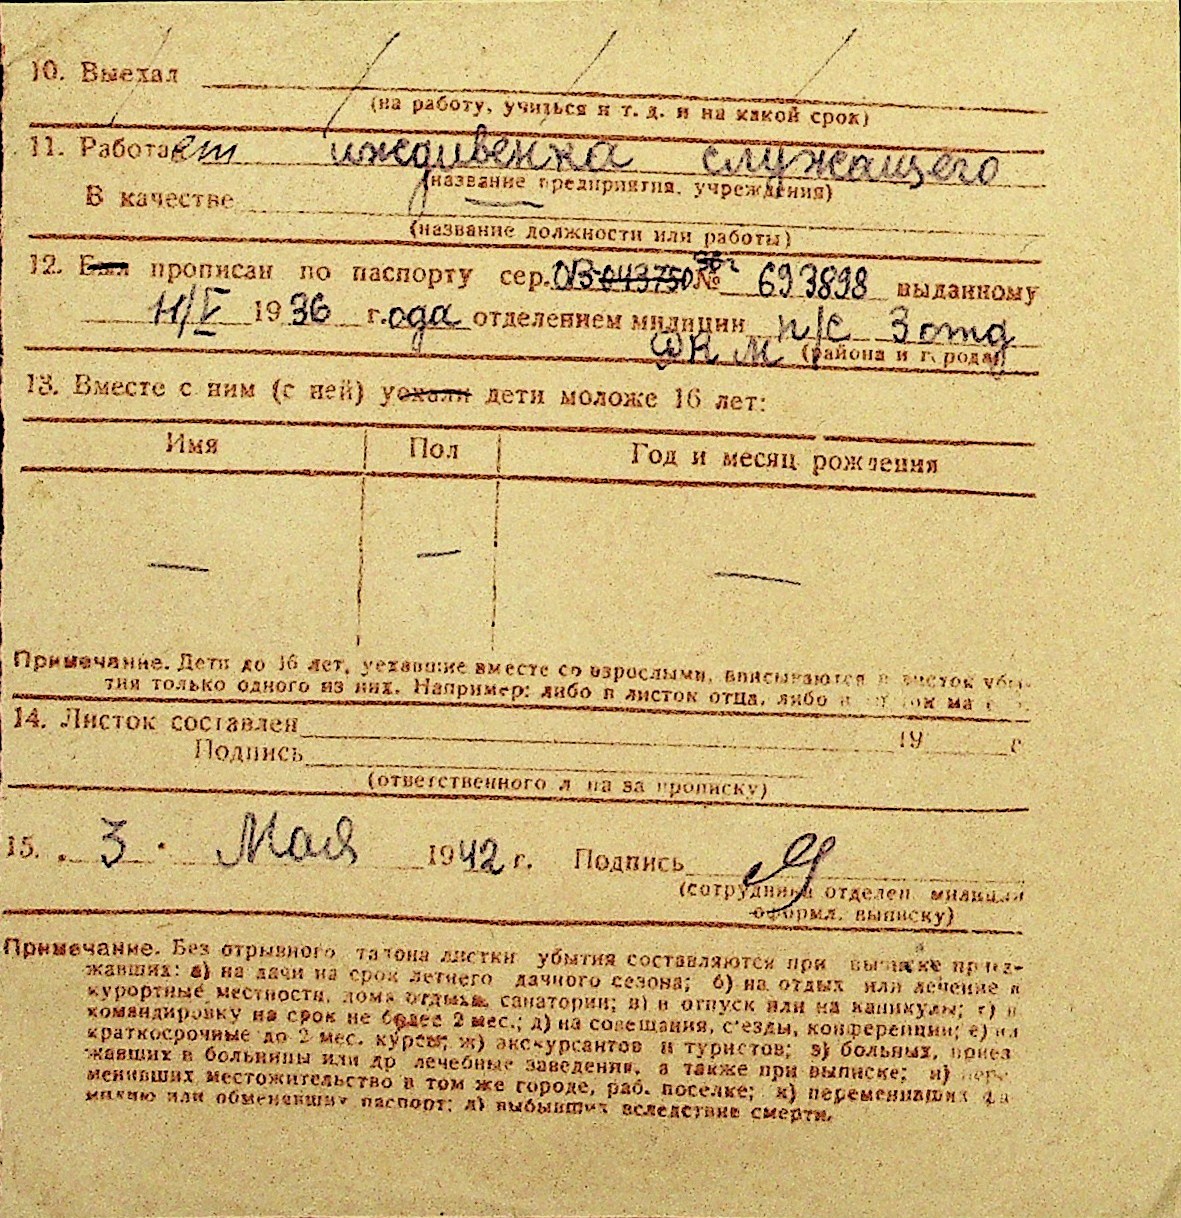 10. Выехал
(на работу, учиться и т. д. и на какой срок)
11. Работает иждивенка служащего
(название предприятия, учреждения)
В качестве
(название должности или работы)
12. Был прописан по паспорту сер. ОВ 043750 № 693898 выданному
1936 года отделением милиции п/с 3 отд
(района и города)
13. Вместе с ним (с ней) уехали дети моложе 16 лет:
Имя Пол Год и месяц рождения
— — —
Примечание. Дети до 16 лет, уехавшие вместе со взрослыми, вписываются в листок убы-
тия только одного из них. Например: либо в листок отца, либо в
14. Листок составлен 19 г.
Подпись
(ответственного лица за прописку)
15. 3 Мая 1942 г. Подпись
(сотрудника отделен. милиции
оформл. выписку)
Примечание. Без отрывного талона листки убытия составляются при выписке приез-
жавших: а) на дачи на срок летнего дачного сезона; б) на отдых или лечение в
курортные местности, дома отдыха, санатории; в) в отпуск или на каникулы; г) в
командировку на срок не более 2 мес.; д) на совещания, с'езды, конференции; е) на
краткосрочные до 2 мес. курсы; ж) экскурсантов и туристов; з) больных, приез
жавших в больницы или др лечебные заведения, а также при выписке; и) пере
менивших местожительство в том же городе, раб. поселке; к) переменивших фа
милию или обменявших паспорт; л) выбывших вследствие смерти.